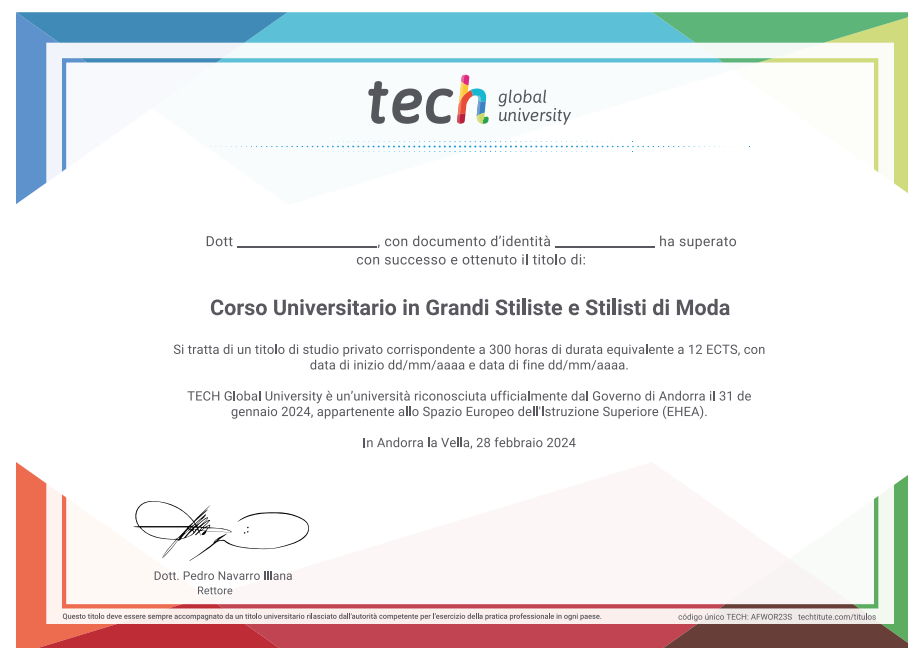 tech global
university
Dott __________________, con documento d'identità _____________ ha superato
con successo e ottenuto il titolo di:
Corso Universitario in Grandi Stiliste e Stilisti di Moda
Si tratta di un titolo di studio privato corrispondente a 300 horas di durata equivalente a 12 ECTS, con
data di inizio dd/mm/aaaa e data di fine dd/mm/aaaa.
TECH Global University è un'università riconosciuta ufficialmente dal Governo di Andorra il 31 de
gennaio 2024, appartenente allo Spazio Europeo dell'Istruzione Superiore (EHEA).
In Andorra la Vella, 28 febbraio 2024
Dott. Pedro Navarro Illana
Rettore
Questo titolo deve essere sempre accompagnato da un titolo universitario rilasciato dall'autorità competente per l'esercizio della pratica professionale in ogni paese.
código único TECH: AFWOR23S techtitute.com/titulos